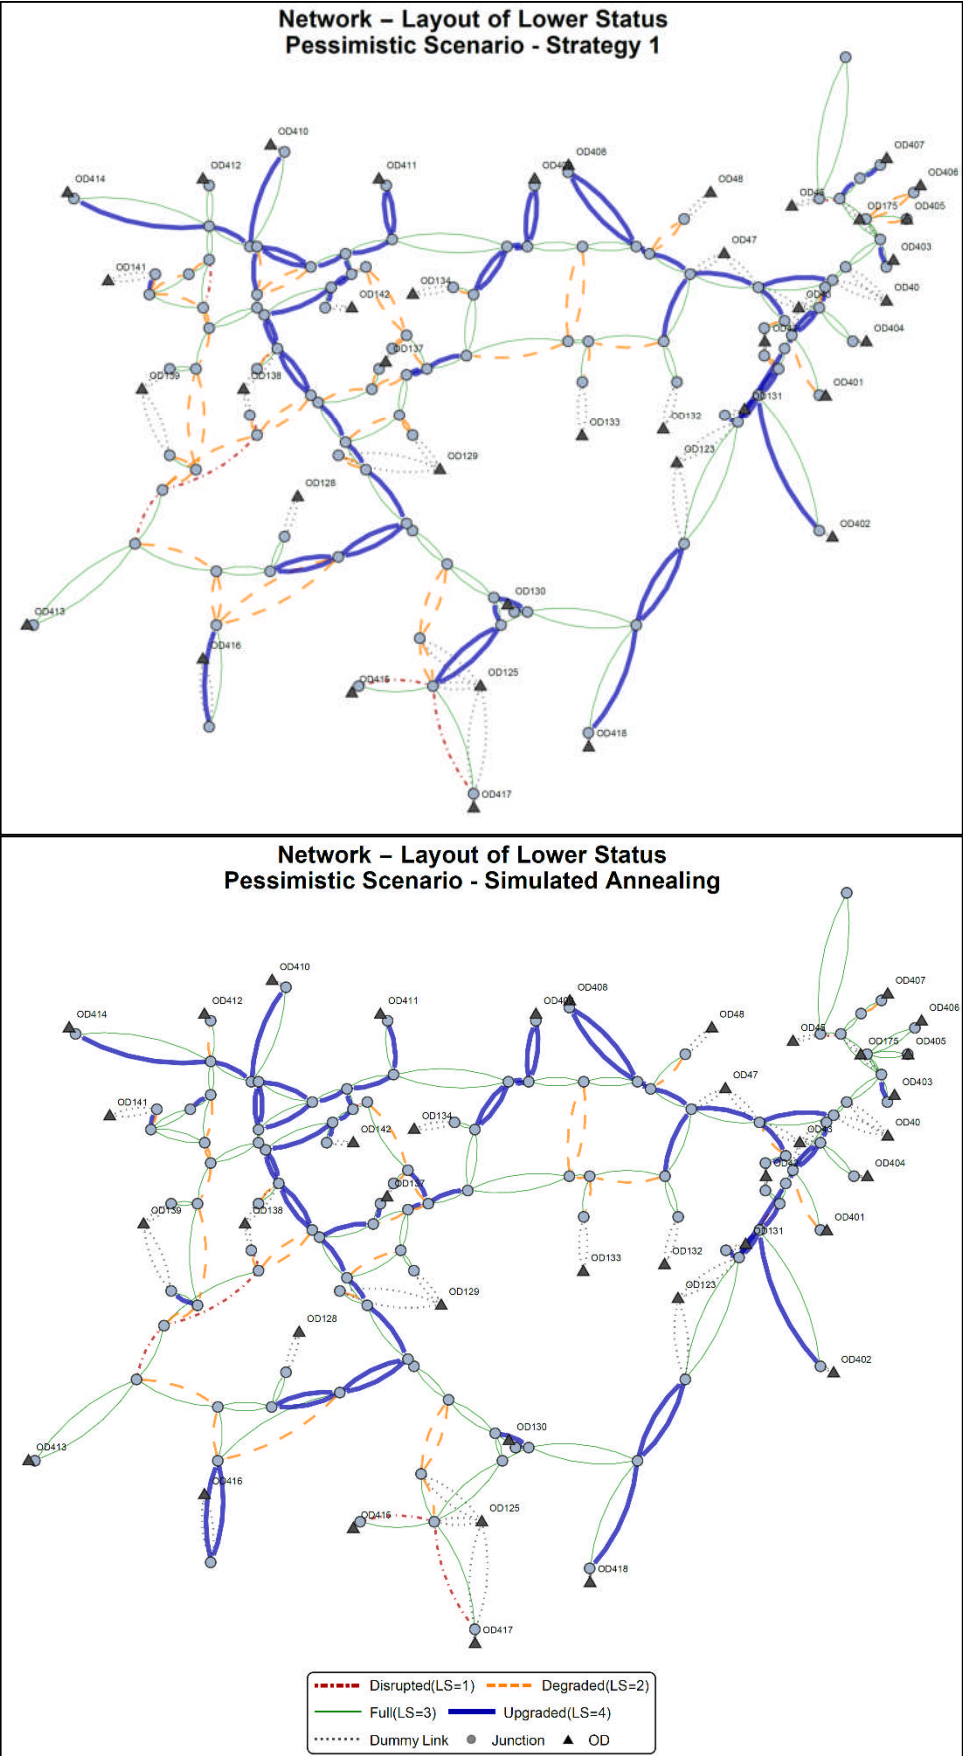 Network – Layout of Lower Status
Pessimistic Scenario - Strategy 1
OD410
OD414
OD412
OD411
OD408
OD407
OD406
OD48
OD175
OD405
OD47
OD403
OD141
OD134
OD142
OD40
OD404
OD137
OD139
OD138
OD401
OD131
OD133
OD132
OD129
OD123
OD128
OD402
OD413
OD130
OD416
OD125
OD418
OD417
Network – Layout of Lower Status
Pessimistic Scenario - Simulated Annealing
OD410
OD414
OD412
OD411
OD408
OD407
OD406
OD48
OD175
OD405
OD47
OD403
OD141
OD134
OD142
OD40
OD404
OD137
OD139
OD138
OD401
OD131
OD133
OD132
OD129
OD123
OD128
OD402
OD413
OD130
OD416
OD125
OD418
OD417
Disrupted(LS=1) Degraded(LS=2)
Full(LS=3) Upgraded(LS=4)
Dummy Link Junction OD